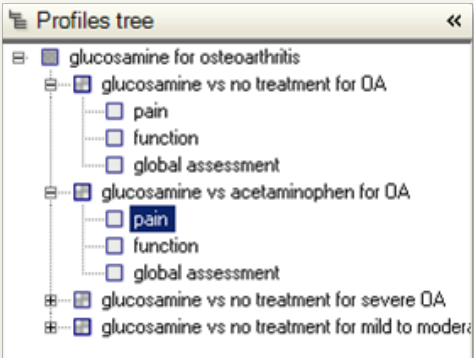 Profiles tree «
glucosamine for osteoarthritis
glucosamine vs no treatment for OA
pain
function
global assessment
glucosamine vs acetaminophen for OA
pain
function
global assessment
glucosamine vs no treatment for severe OA
glucosamine vs no treatment for mild to modera